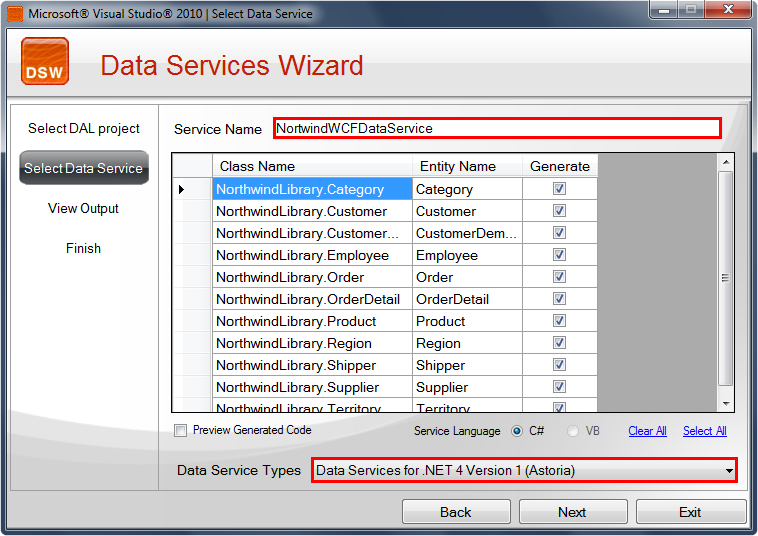 Microsoft® Visual Studio® 2010 | Select Data Service
DSW
Data Services Wizard
Select DAL project
Select Data Service
View Output
Finish
Service Name NortwindWCFDataService
Class Name Entity Name Generate
NorthwindLibrary.Category Category
NorthwindLibrary.Customer Customer
NorthwindLibrary.Customer... CustomerDem...
NorthwindLibrary.Employee Employee
NorthwindLibrary.Order Order
NorthwindLibrary.OrderDetail OrderDetail
NorthwindLibrary.Product Product
NorthwindLibrary.Region Region
NorthwindLibrary.Shipper Shipper
NorthwindLibrary.Supplier Supplier
NorthwindLibrary.Territory Territory
Preview Generated Code Service Language C# VB Clear All Select All
Data Service Types Data Services for .NET 4 Version 1 (Astoria)
Back Next Exit